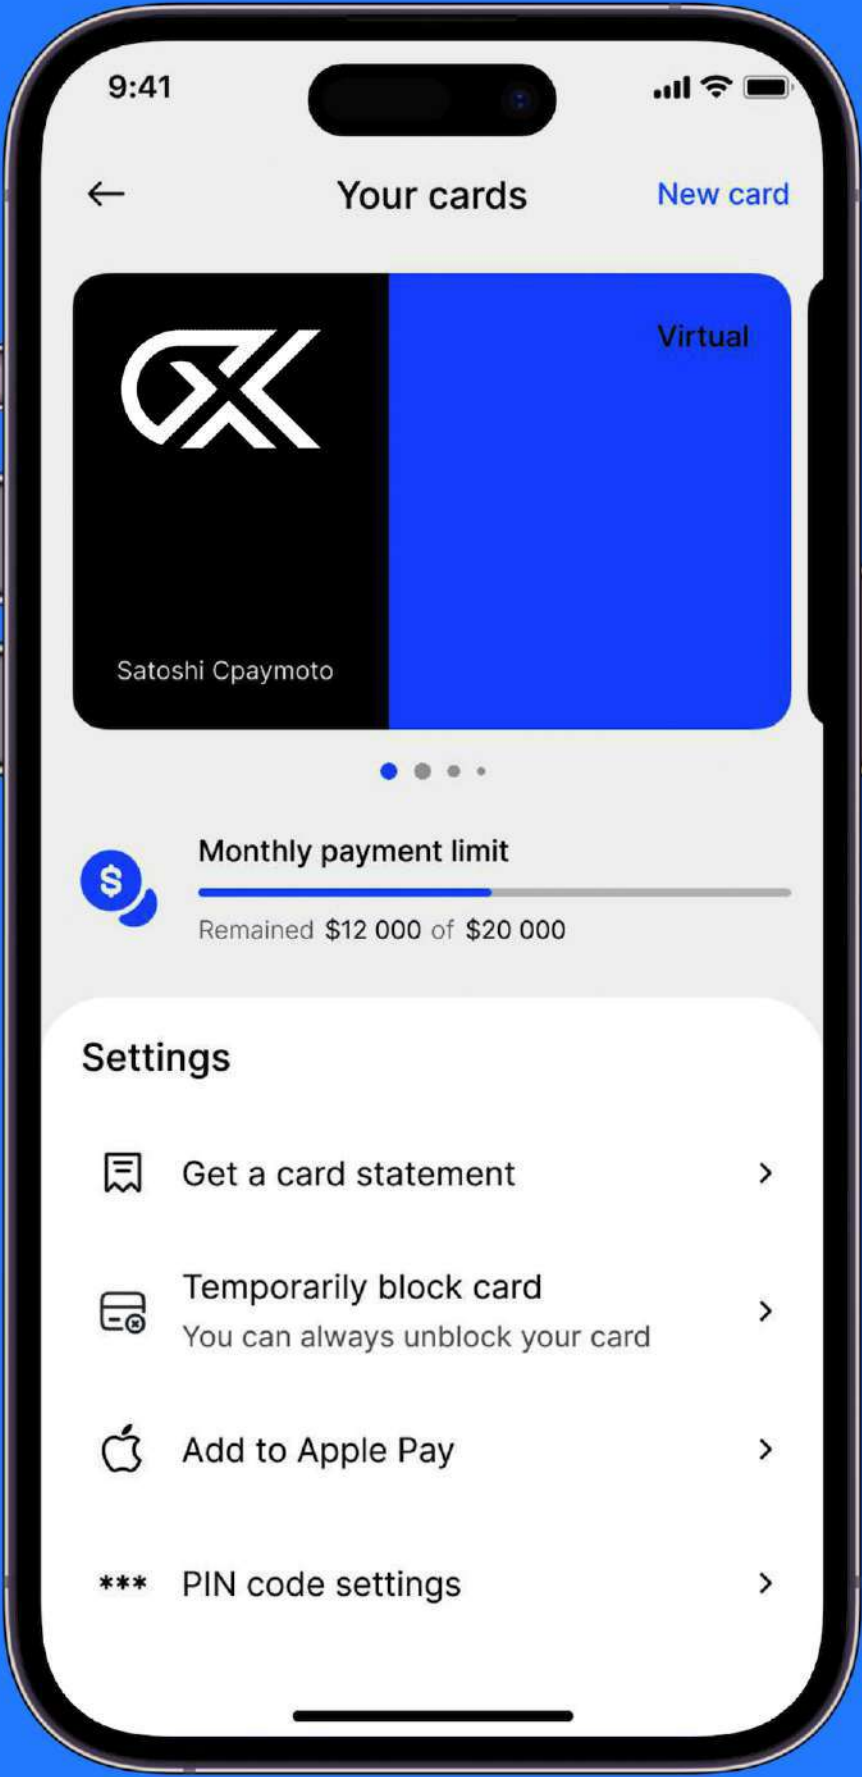 9:41
Your cards
New card
Virtual
Satoshi Cpaymoto
Monthly payment limit
$
Remained $12 000 of $20 000
Settings
Get a card statement
Temporarily block card
You can always unblock your card
Add to Apple Pay
*** PIN code settings